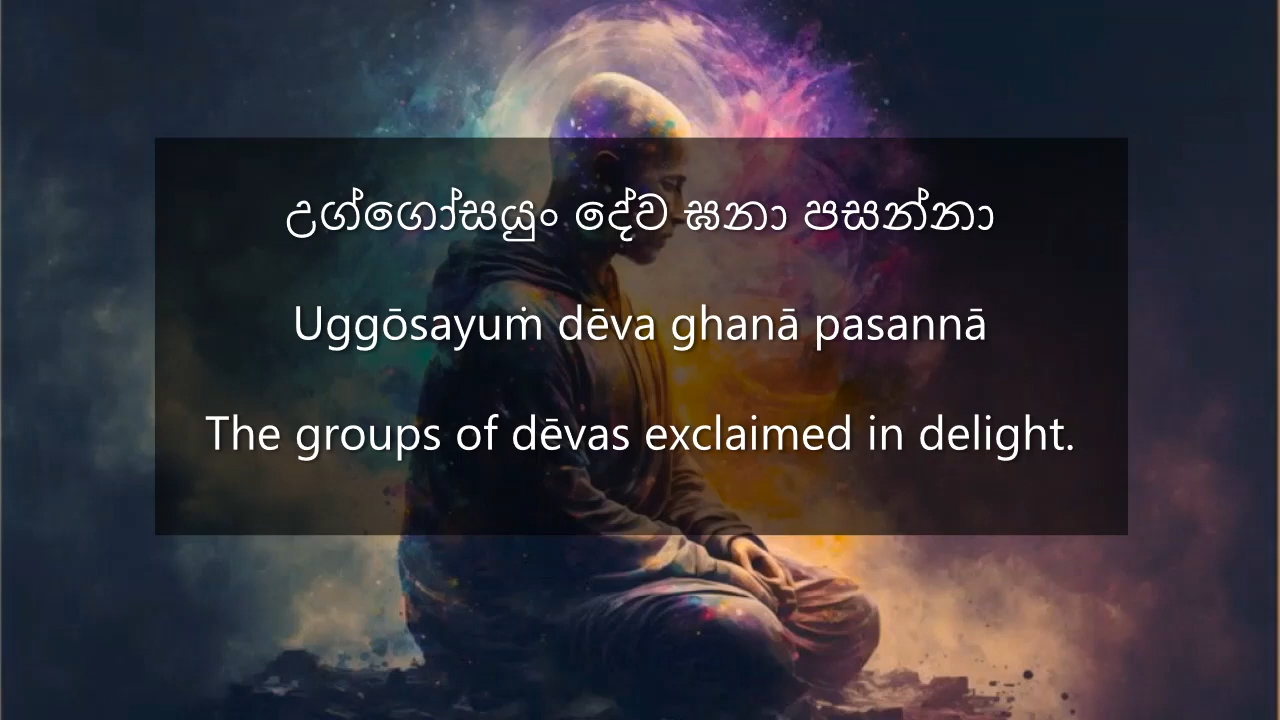 උග්ගෝසයුං දේව ඝනා පසන්නා
Uggōsayuṁ dēva ghanā pasannā
The groups of dēvas exclaimed in delight.